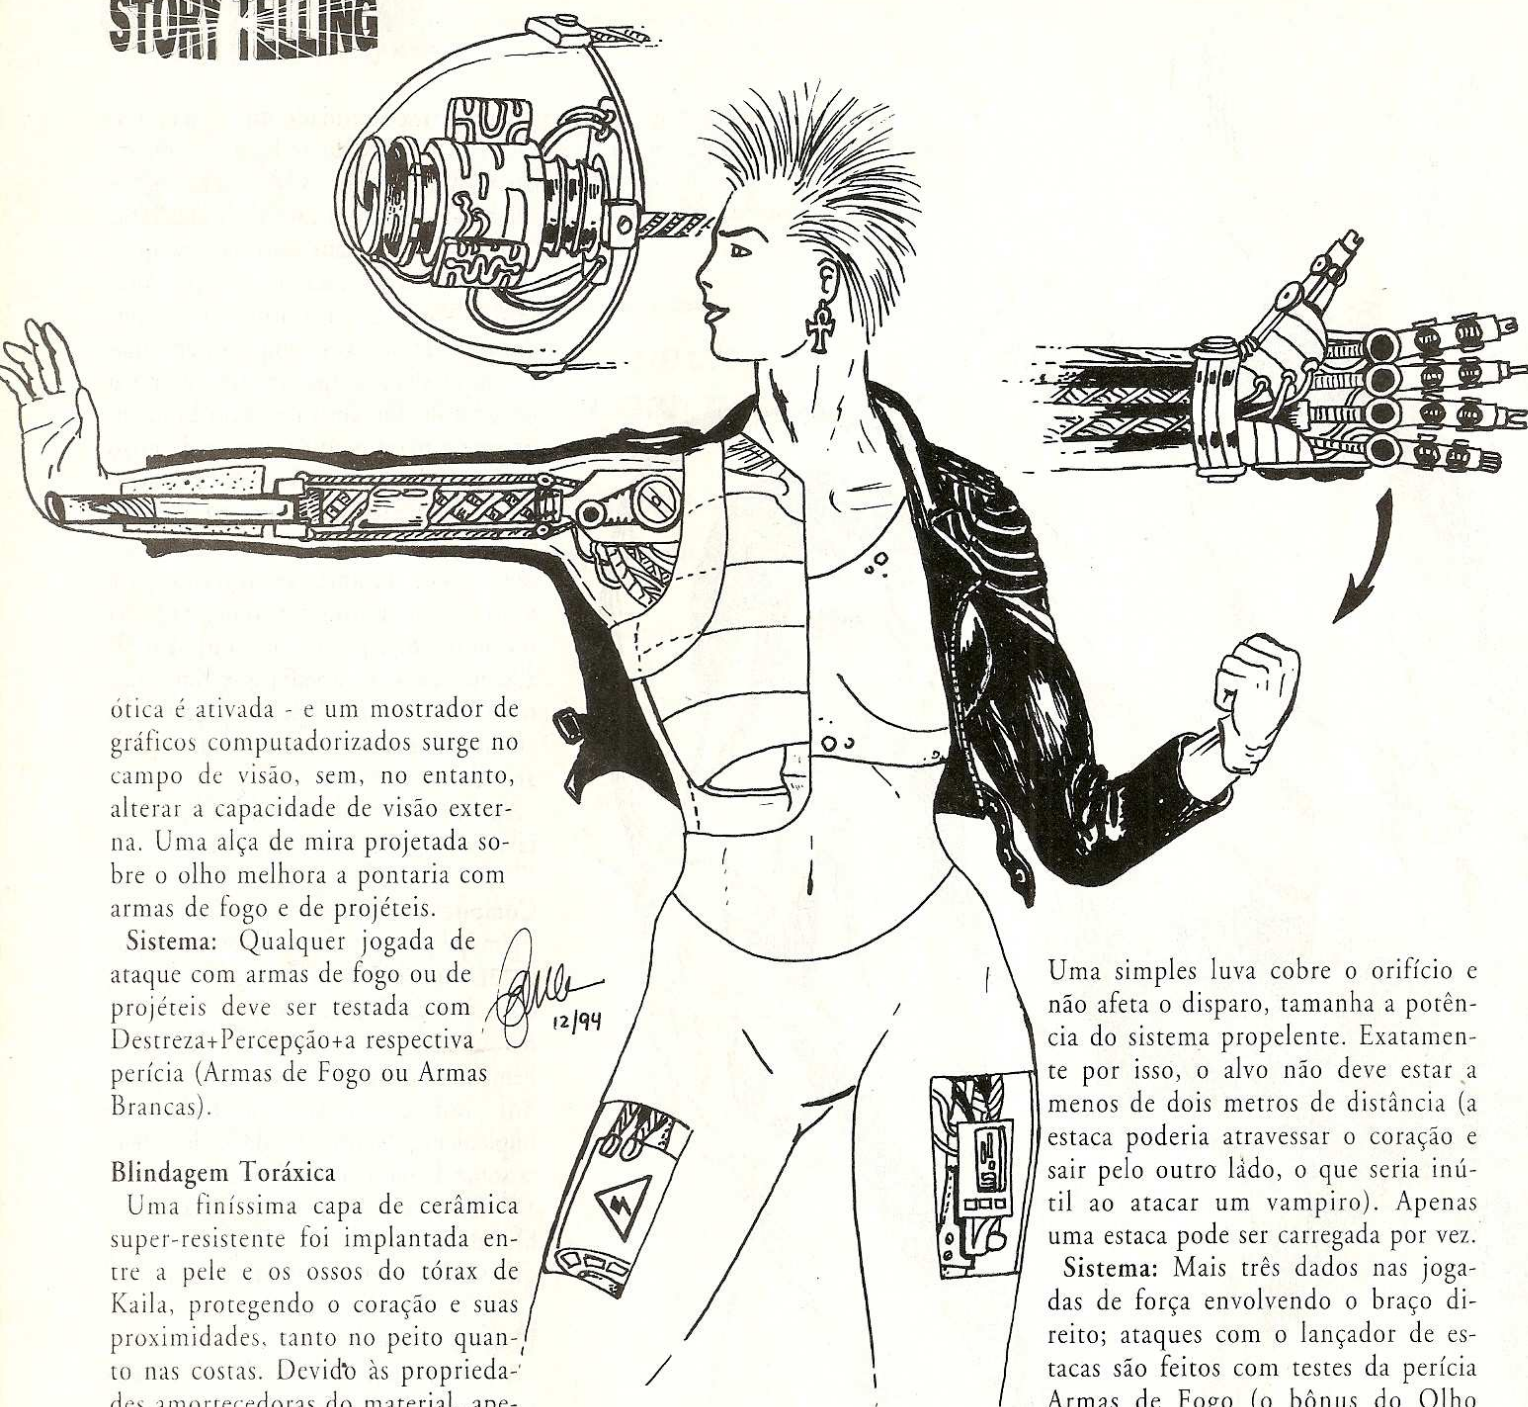 STORY TELLING
ótica é ativada - e um mostrador de
gráficos computadorizados surge no
campo de visão, sem, no entanto,
alterar a capacidade de visão exter-
na. Uma alça de mira projetada so-
bre o olho melhora a pontaria com
armas de fogo e de projéteis.
Sistema: Qualquer jogada de
ataque com armas de fogo ou de
projéteis deve ser testada com
Destreza+Percepção+a respectiva
perícia (Armas de Fogo ou Armas
Brancas).
12/94
Blindagem Toráxica
Uma finíssima capa de cerâmica
super-resistente foi implantada en-
tre a pele e os ossos do tórax de
Kaila, protegendo o coração e suas
proximidades, tanto no peito quan-
to nas costas. Devido às proprieda-
des amortecedoras do material, ape-
Uma simples luva cobre o orifício e
não afeta o disparo, tamanha a potên-
cia do sistema propelente. Exatamen-
te por isso, o alvo não deve estar a
menos de dois metros de distância (a
estaca poderia atravessar o coração e
sair pelo outro lado, o que seria inú-
til ao atacar um vampiro). Apenas
uma estaca pode ser carregada por vez.
Sistema: Mais três dados nas joga-
das de força envolvendo o braço di-
reito; ataques com o lançador de es-
tacas são feitos com testes da perícia
Armas de Fogo (o bônus do Olho